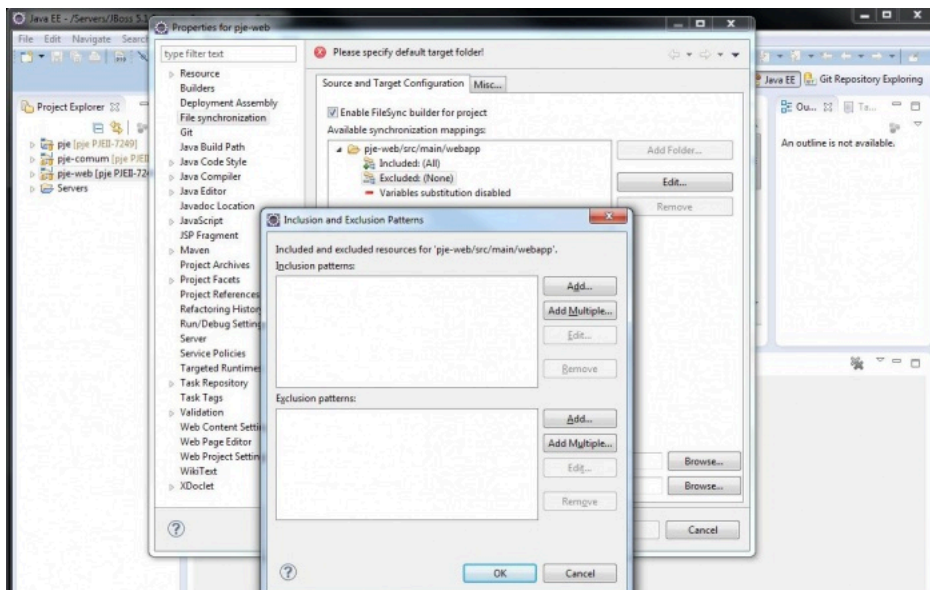 Java EE - /Servers/JBoss 5.1
File Edit Navigate Search
Properties for pje-web
type filter text
Please specify default target folder!
Resource
Builders
Deployment Assembly
File synchronization
Git
Java Build Path
Java Code Style
Java Compiler
Java Editor
Javadoc Location
JavaScript
JSP Fragment
Maven
Project Archives
Project Facets
Project References
Refactoring History
Run/Debug Setting
Server
Service Policies
Targeted Runtimes
Task Repository
Task Tags
Validation
Web Content Settin
Web Page Editor
Web Project Settin
WikiText
XDoclet
Source and Target Configuration
Misc...
Enable FileSync builder for project
Available synchronization mappings:
pje-web/src/main/webapp
Included: (All)
Excluded: (None)
Variables substitution disabled
Add Folder...
Edit...
Remove
Browse...
Browse...
Cancel
Project Explorer
pje [pje PJEII-7249]
pje-comum [pje PJEII
pje-web [pje PJEII-724
Servers
Java EE
Git Repository Exploring
Ou...
Ta...
An outline is not available.
Inclusion and Exclusion Patterns
Included and excluded resources for 'pje-web/src/main/webapp'.
Inclusion patterns:
Add...
Add Multiple...
Edit...
Remove
Exclusion patterns:
Add...
Add Multiple...
Edit...
Remove
OK
Cancel